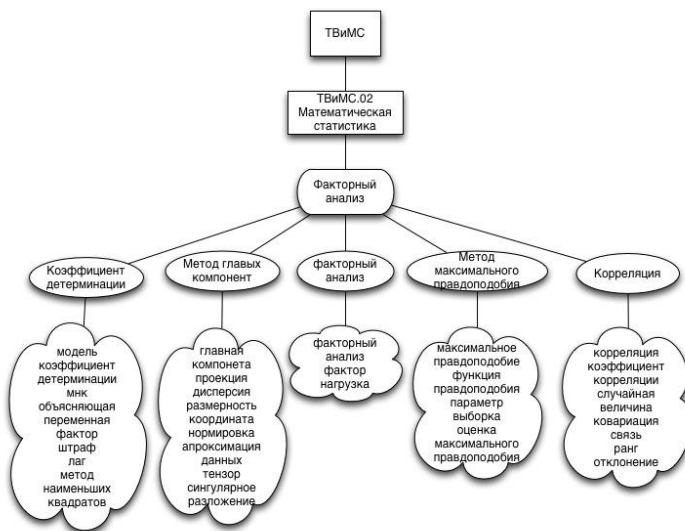 ТВиМС
ТВиМС.02
Математическая
статистика
Факторный
анализ
Коэффициент
детерминации
Метод главых
компонент
факторный
анализ
Метод
максимального
правдоподобия
Корреляция
модель
коэффициент
детерминации
мнк
объясняющая
переменная
фактор
штраф
лаг
метод
наименьших
квадратов
главная
компонета
проекция
дисперсия
размерность
координата
нормировка
апроксимация
данных
тензор
сингулярное
разложение
факторный
анализ
фактор
нагрузка
максимальное
правдоподобие
функция
правдоподобия
параметр
выборка
оценка
максимального
правдоподобия
корреляция
коэффициент
корреляции
случайная
величина
ковариация
связь
ранг
отклонение